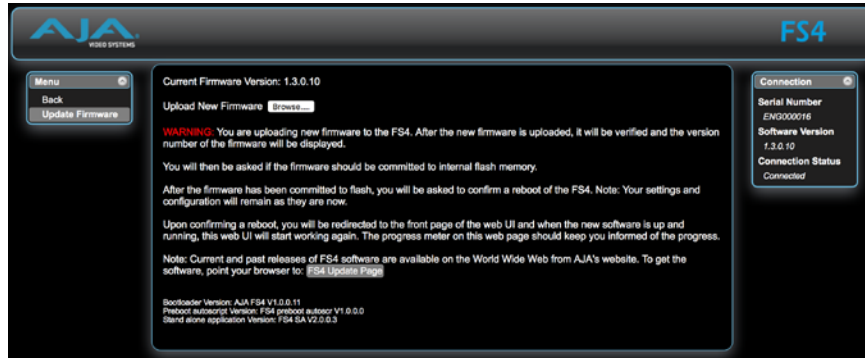 AJA
VIDEO SYSTEMS
FS4
Menu
Back
Update Firmware
Current Firmware Version: 1.3.0.10
Upload New Firmware Browse...
WARNING: You are uploading new firmware to the FS4. After the new firmware is uploaded, it will be verified and the version
number of the firmware will be displayed.
You will then be asked if the firmware should be committed to internal flash memory.
After the firmware has been committed to flash, you will be asked to confirm a reboot of the FS4. Note: Your settings and
configuration will remain as they are now.
Upon confirming a reboot, you will be redirected to the front page of the web UI and when the new software is up and
running, this web UI will start working again. The progress meter on this web page should keep you informed of the progress.
Note: Current and past releases of FS4 software are available on the World Wide Web from AJA's website. To get the
software, point your browser to: FS4 Update Page
Bootloader Version: AJA FS4 V1.0.0.11
Preboot autoscript Version: FS4 preboot autoscr V1.0.0.0
Stand alone application Version: FS4 SA V2.0.0.3
Connection
Serial Number
ENG000016
Software Version
1.3.0.10
Connection Status
Connected